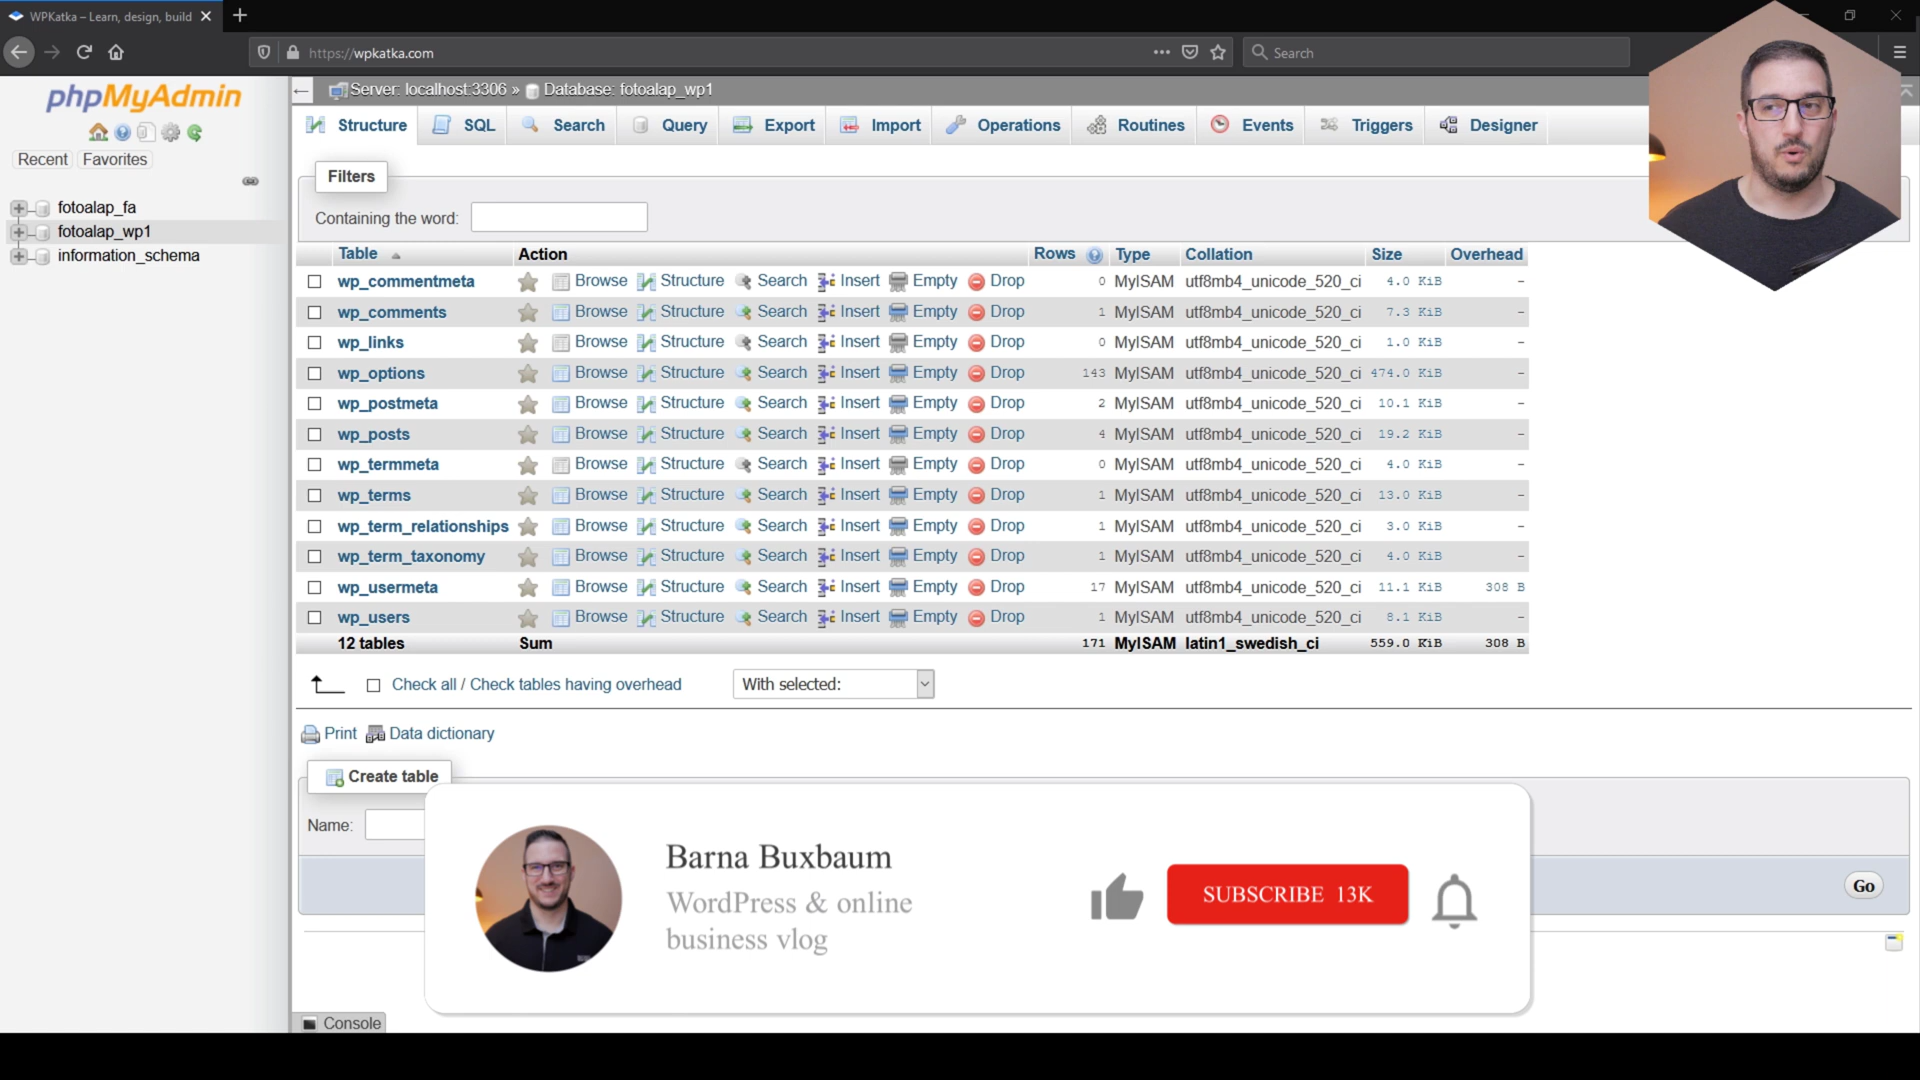 WPKatka – Learn, design, build
https://wpkatka.com
Search
phpMyAdmin
Recent Favorites
fotoalap_fa
fotoalap_wp1
information_schema
Server: localhost:3306 » Database: fotoalap_wp1
Structure SQL Search Query Export Import Operations Routines Events Triggers Designer
Filters
Containing the word:
Table Action Rows Type Collation Size Overhead
wp_commentmeta Browse Structure Search Insert Empty Drop 0 MyISAM utf8mb4_unicode_520_ci 4.0 KiB -
wp_comments Browse Structure Search Insert Empty Drop 1 MyISAM utf8mb4_unicode_520_ci 7.3 KiB -
wp_links Browse Structure Search Insert Empty Drop 0 MyISAM utf8mb4_unicode_520_ci 1.0 KiB -
wp_options Browse Structure Search Insert Empty Drop 143 MyISAM utf8mb4_unicode_520_ci 474.0 KiB -
wp_postmeta Browse Structure Search Insert Empty Drop 2 MyISAM utf8mb4_unicode_520_ci 10.1 KiB -
wp_posts Browse Structure Search Insert Empty Drop 4 MyISAM utf8mb4_unicode_520_ci 19.2 KiB -
wp_termmeta Browse Structure Search Insert Empty Drop 0 MyISAM utf8mb4_unicode_520_ci 4.0 KiB -
wp_terms Browse Structure Search Insert Empty Drop 1 MyISAM utf8mb4_unicode_520_ci 13.0 KiB -
wp_term_relationships Browse Structure Search Insert Empty Drop 1 MyISAM utf8mb4_unicode_520_ci 3.0 KiB -
wp_term_taxonomy Browse Structure Search Insert Empty Drop 1 MyISAM utf8mb4_unicode_520_ci 4.0 KiB -
wp_usermeta Browse Structure Search Insert Empty Drop 17 MyISAM utf8mb4_unicode_520_ci 11.1 KiB 308 B
wp_users Browse Structure Search Insert Empty Drop 1 MyISAM utf8mb4_unicode_520_ci 8.1 KiB -
12 tables Sum 171 MyISAM latin1_swedish_ci 559.0 KiB 308 B
Check all / Check tables having overhead With selected:
Print Data dictionary
Create table
Name:
Go
Barna Buxbaum
WordPress & online
business vlog
SUBSCRIBE 13K
Console